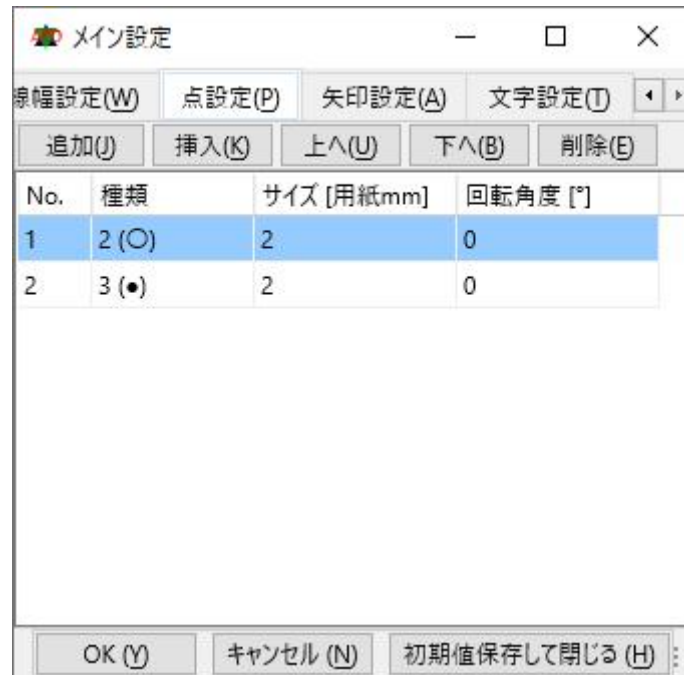 メイン設定
線幅設定(W) 点設定(P) 矢印設定(A) 文字設定(T)
追加(J) 挿入(K) 上へ(U) 下へ(B) 削除(E)
No. 種類 サイズ [用紙mm] 回転角度 [°]
1 2 (○) 2 0
2 3 (●) 2 0
OK (Y) キャンセル (N) 初期値保存して閉じる (H)